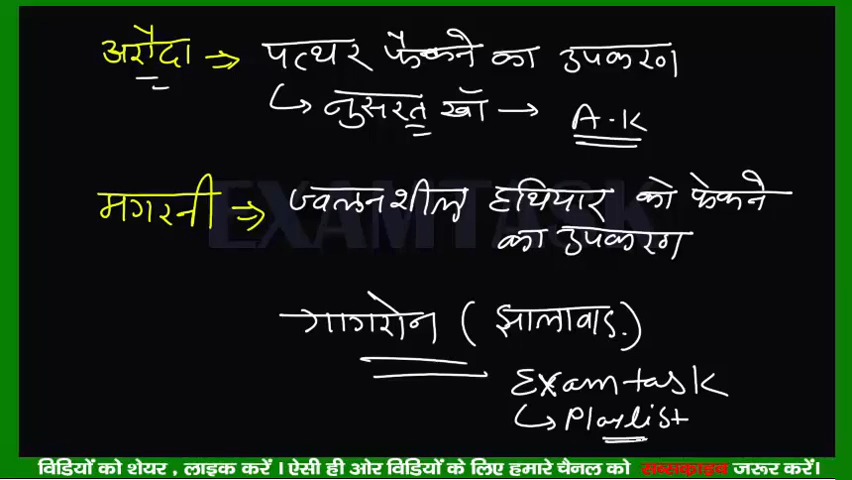 अरौदा ⇒ पत्थर फैकने का उपकरण
↳ नुसरत खाँ → A.K
EXAMTASK
मगरनी ⇒ ज्वलनशील हथियार को फेकने
का उपकरण
→ गागरोन (झालावाड.)
Examtask
↳ Playlist
विडियों को शेयर , लाइक करें । ऐसी ही ओर विडियों के लिए हमारे चैनल को सब्सक्राइब जरूर करें।